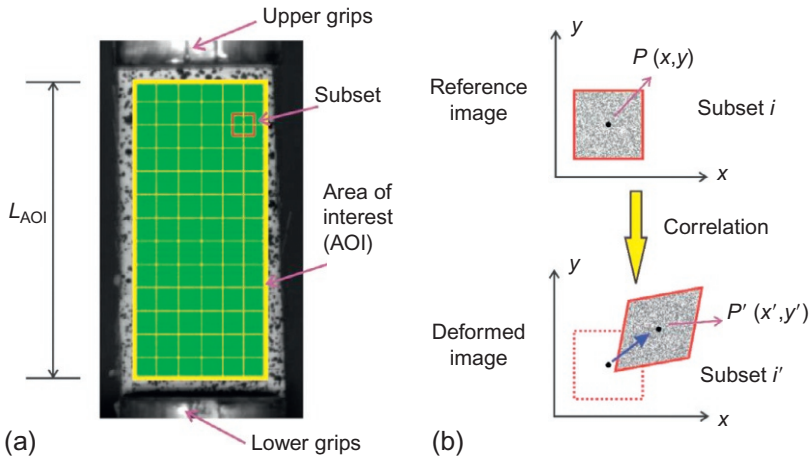 Upper grips
Subset
L_AOI
Area of
interest
(AOI)
Lower grips
(a)
y
P (x,y)
Reference
image
Subset i
x
Correlation
y
P′ (x′,y′)
Deformed
image
Subset i′
x
(b)